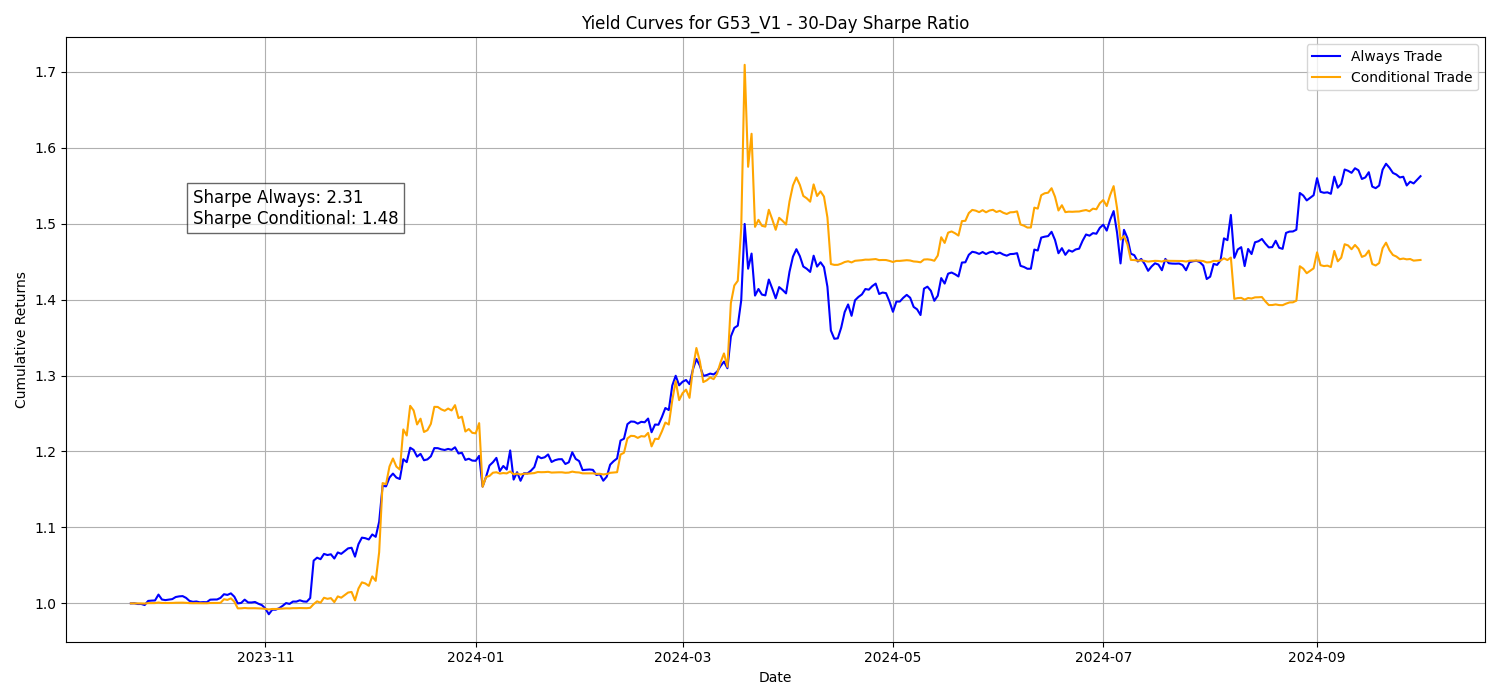 Yield Curves for G53_V1 - 30-Day Sharpe Ratio
Always Trade
Conditional Trade
Sharpe Always: 2.31
Sharpe Conditional: 1.48
Cumulative Returns
1.7
1.6
1.5
1.4
1.3
1.2
1.1
1.0
2023-11
2024-01
2024-03
2024-05
2024-07
2024-09
Date